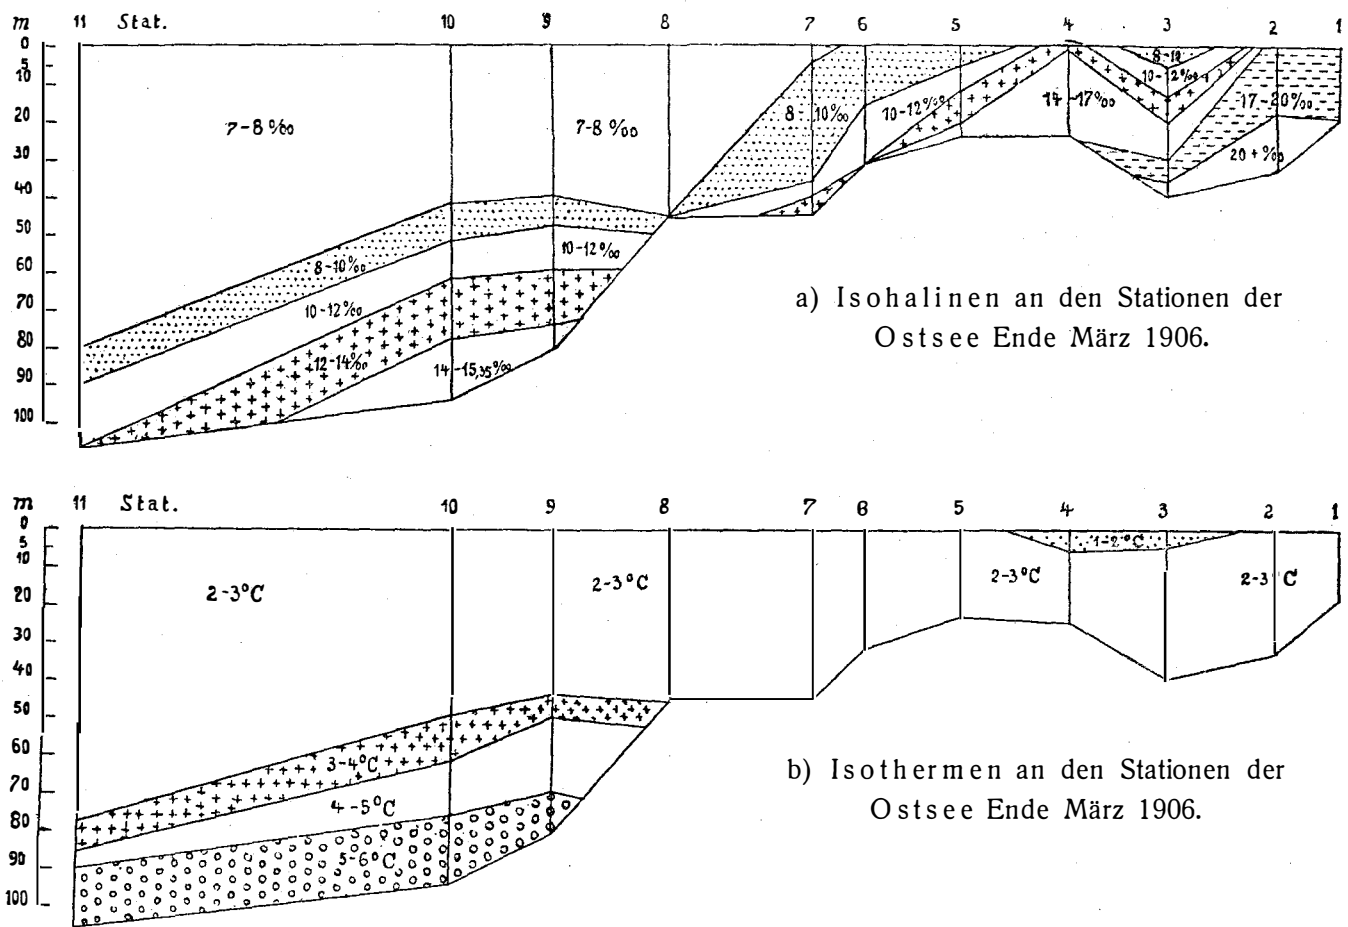 m 11 Stat. 10 9 8 7 6 5 4 3 2 1
0
5
10
20
30
40
50
60
70
80
90
100
7-8 ‰
7-8 ‰
8 10‰
10-12‰
14-17‰
8-12
10-12‰
17-20‰
20+‰
8-10‰
10-12‰
10-12‰
12-14‰
14-15,35‰
a) Isohalinen an den Stationen der
Ostsee Ende März 1906.
m 11 Stat. 10 9 8 7 6 5 4 3 2 1
0
5
10
20
30
40
50
60
70
80
90
100
2-3°C
2-3°C
2-3°C
1-2°C
2-3°C
3-4°C
4-5°C
5-6°C
b) Isothermen an den Stationen der
Ostsee Ende März 1906.